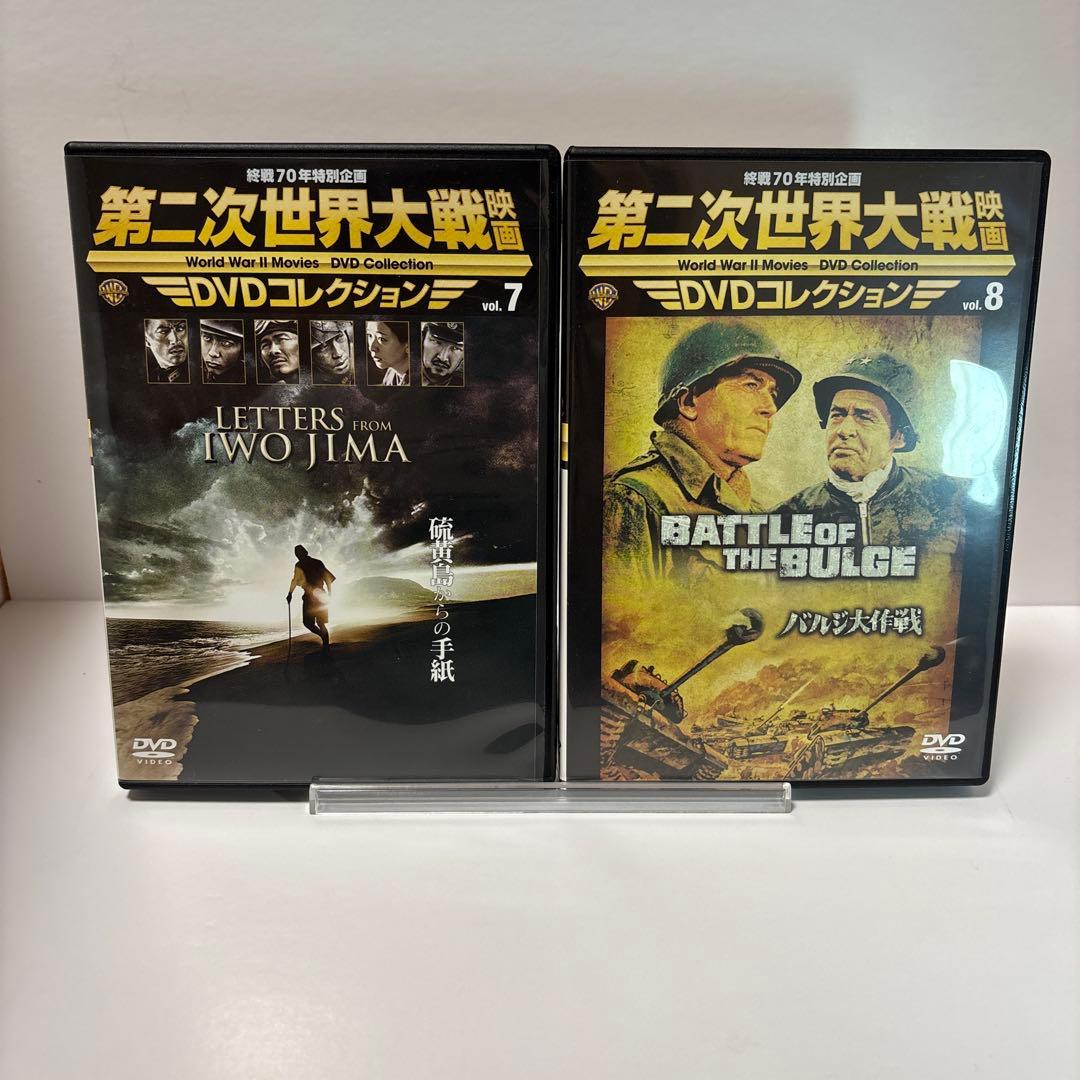 終戦70年特別企画
第二次世界大戦映画
World War II Movies DVD Collection
WB
DVDコレクション
vol.7
LETTERS FROM
IWO JIMA
硫黄島からの手紙
DVD
VIDEO
終戦70年特別企画
第二次世界大戦映画
World War II Movies DVD Collection
WB
DVDコレクション
vol.8
BATTLE OF
THE BULGE
バルジ大作戦
DVD
VIDEO